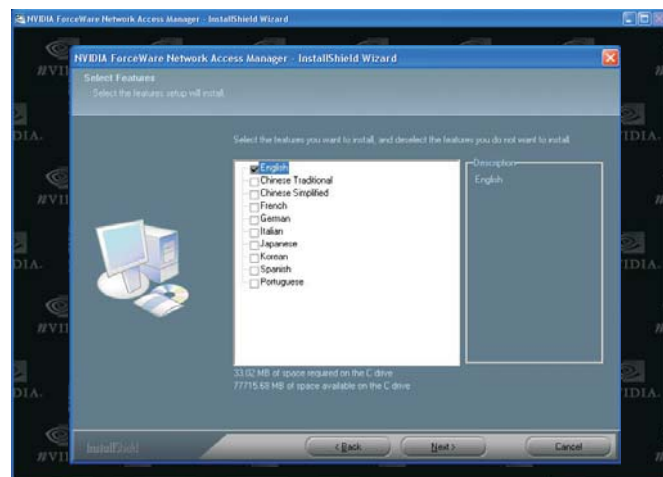 NVIDIA ForceWare Network Access Manager - InstallShield Wizard
NVIDIA ForceWare Network Access Manager - InstallShield Wizard
Select Features
Select the features setup will install.
Select the features you want to install, and deselect the features you do not want to install.
English
Chinese Traditional
Chinese Simplified
French
German
Italian
Japanese
Korean
Spanish
Portuguese
Description
English
33.02 MB of space required on the C drive
77715.68 MB of space available on the C drive
InstallShield
< Back
Next >
Cancel